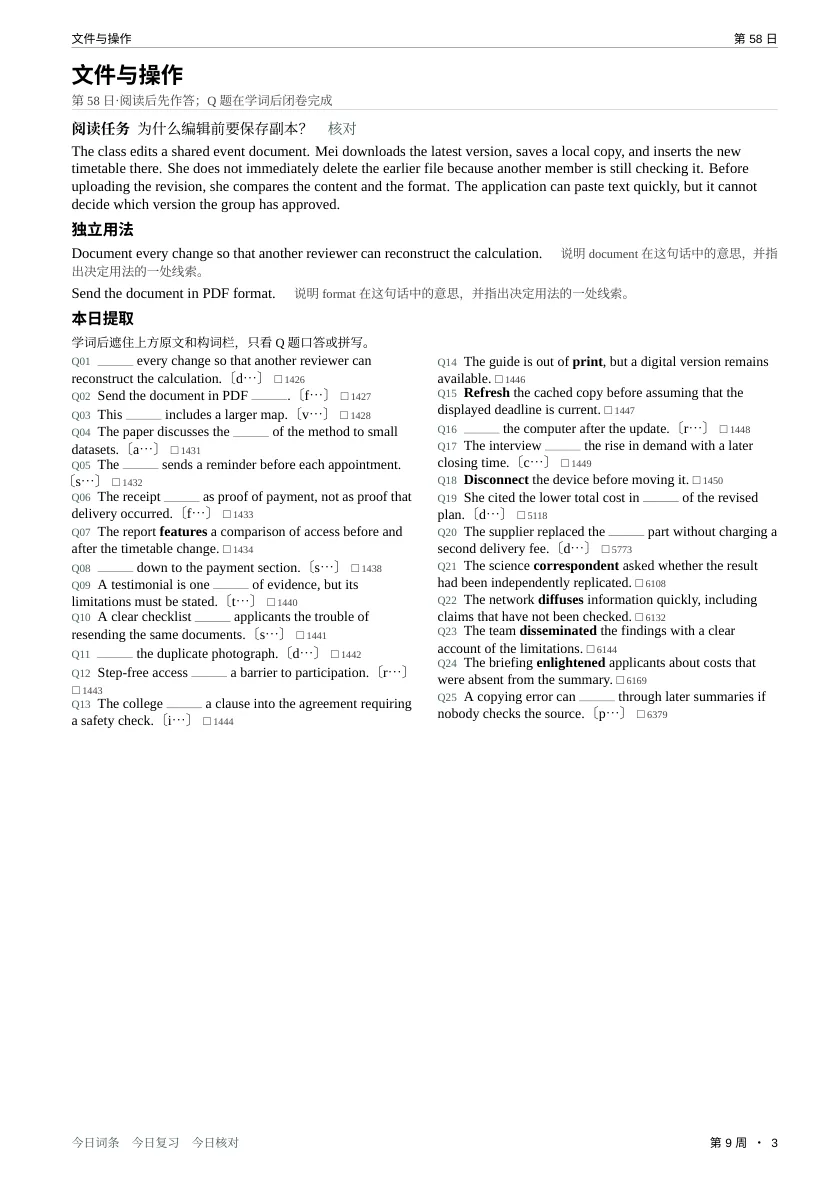 文件与操作 第 58 日
文件与操作
第 58 日·阅读后先作答；Q 题在学词后闭卷完成
阅读任务 为什么编辑前要保存副本？ 核对
The class edits a shared event document. Mei downloads the latest version, saves a local copy, and inserts the new
timetable there. She does not immediately delete the earlier file because another member is still checking it. Before
uploading the revision, she compares the content and the format. The application can paste text quickly, but it cannot
decide which version the group has approved.
独立用法
Document every change so that another reviewer can reconstruct the calculation. 说明 document 在这句话中的意思，并指
出决定用法的一处线索。
Send the document in PDF format. 说明 format 在这句话中的意思，并指出决定用法的一处线索。
本日提取
学词后遮住上方原文和构词栏，只看 Q 题口答或拼写。
Q01 ______ every change so that another reviewer can
reconstruct the calculation.〔d···〕 □ 1426
Q02 Send the document in PDF ______.〔f···〕 □ 1427
Q03 This ______ includes a larger map.〔v···〕 □ 1428
Q04 The paper discusses the ______ of the method to small
datasets.〔a···〕 □ 1431
Q05 The ______ sends a reminder before each appointment.
〔s···〕 □ 1432
Q06 The receipt ______ as proof of payment, not as proof that
delivery occurred.〔f···〕 □ 1433
Q07 The report features a comparison of access before and
after the timetable change. □ 1434
Q08 ______ down to the payment section.〔s···〕 □ 1438
Q09 A testimonial is one ______ of evidence, but its
limitations must be stated.〔t···〕 □ 1440
Q10 A clear checklist ______ applicants the trouble of
resending the same documents.〔s···〕 □ 1441
Q11 ______ the duplicate photograph.〔d···〕 □ 1442
Q12 Step-free access ______ a barrier to participation.〔r···〕
□ 1443
Q13 The college ______ a clause into the agreement requiring
a safety check.〔i···〕 □ 1444
Q14 The guide is out of print, but a digital version remains
available. □ 1446
Q15 Refresh the cached copy before assuming that the
displayed deadline is current. □ 1447
Q16 ______ the computer after the update.〔r···〕 □ 1448
Q17 The interview ______ the rise in demand with a later
closing time.〔c···〕 □ 1449
Q18 Disconnect the device before moving it. □ 1450
Q19 She cited the lower total cost in ______ of the revised
plan.〔d···〕 □ 5118
Q20 The supplier replaced the ______ part without charging a
second delivery fee.〔d···〕 □ 5773
Q21 The science correspondent asked whether the result
had been independently replicated. □ 6108
Q22 The network diffuses information quickly, including
claims that have not been checked. □ 6132
Q23 The team disseminated the findings with a clear
account of the limitations. □ 6144
Q24 The briefing enlightened applicants about costs that
were absent from the summary. □ 6169
Q25 A copying error can ______ through later summaries if
nobody checks the source.〔p···〕 □ 6379
今日词条 今日复习 今日核对 第 9 周 · 3